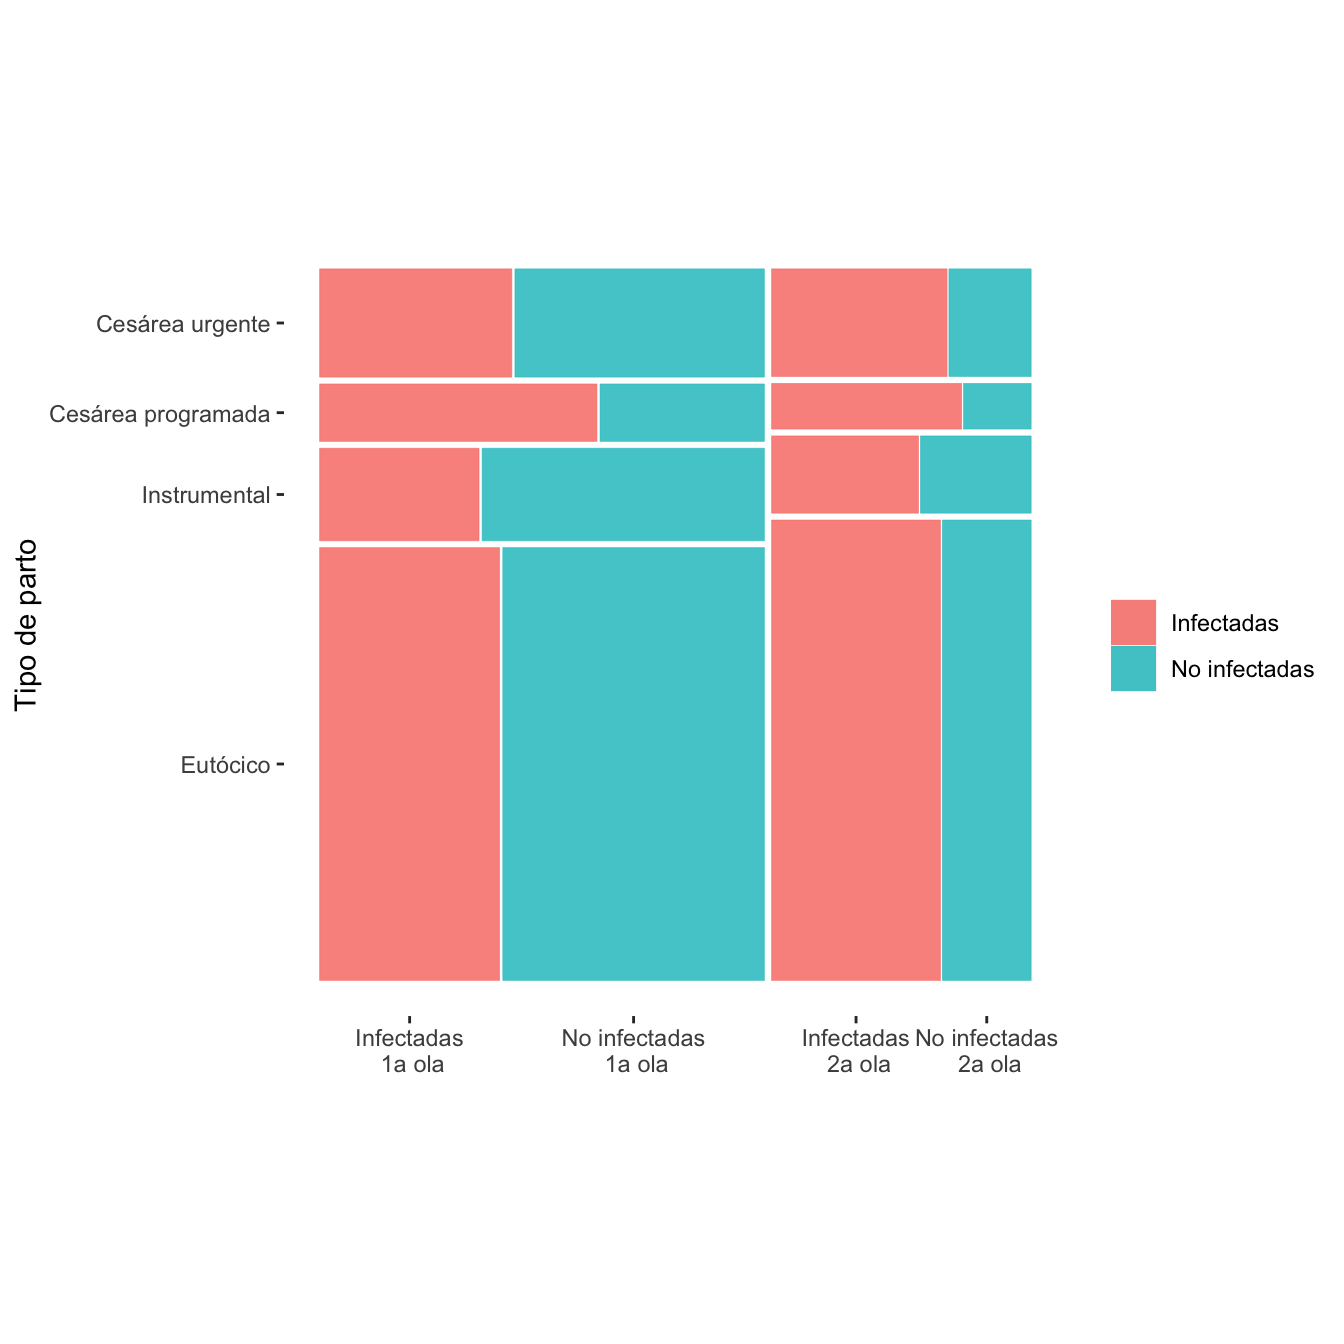 Tipo de parto
Cesárea urgente
Cesárea programada
Instrumental
Eutócico
Infectadas
1a ola
No infectadas
1a ola
Infectadas
2a ola
No infectadas
2a ola
Infectadas
No infectadas